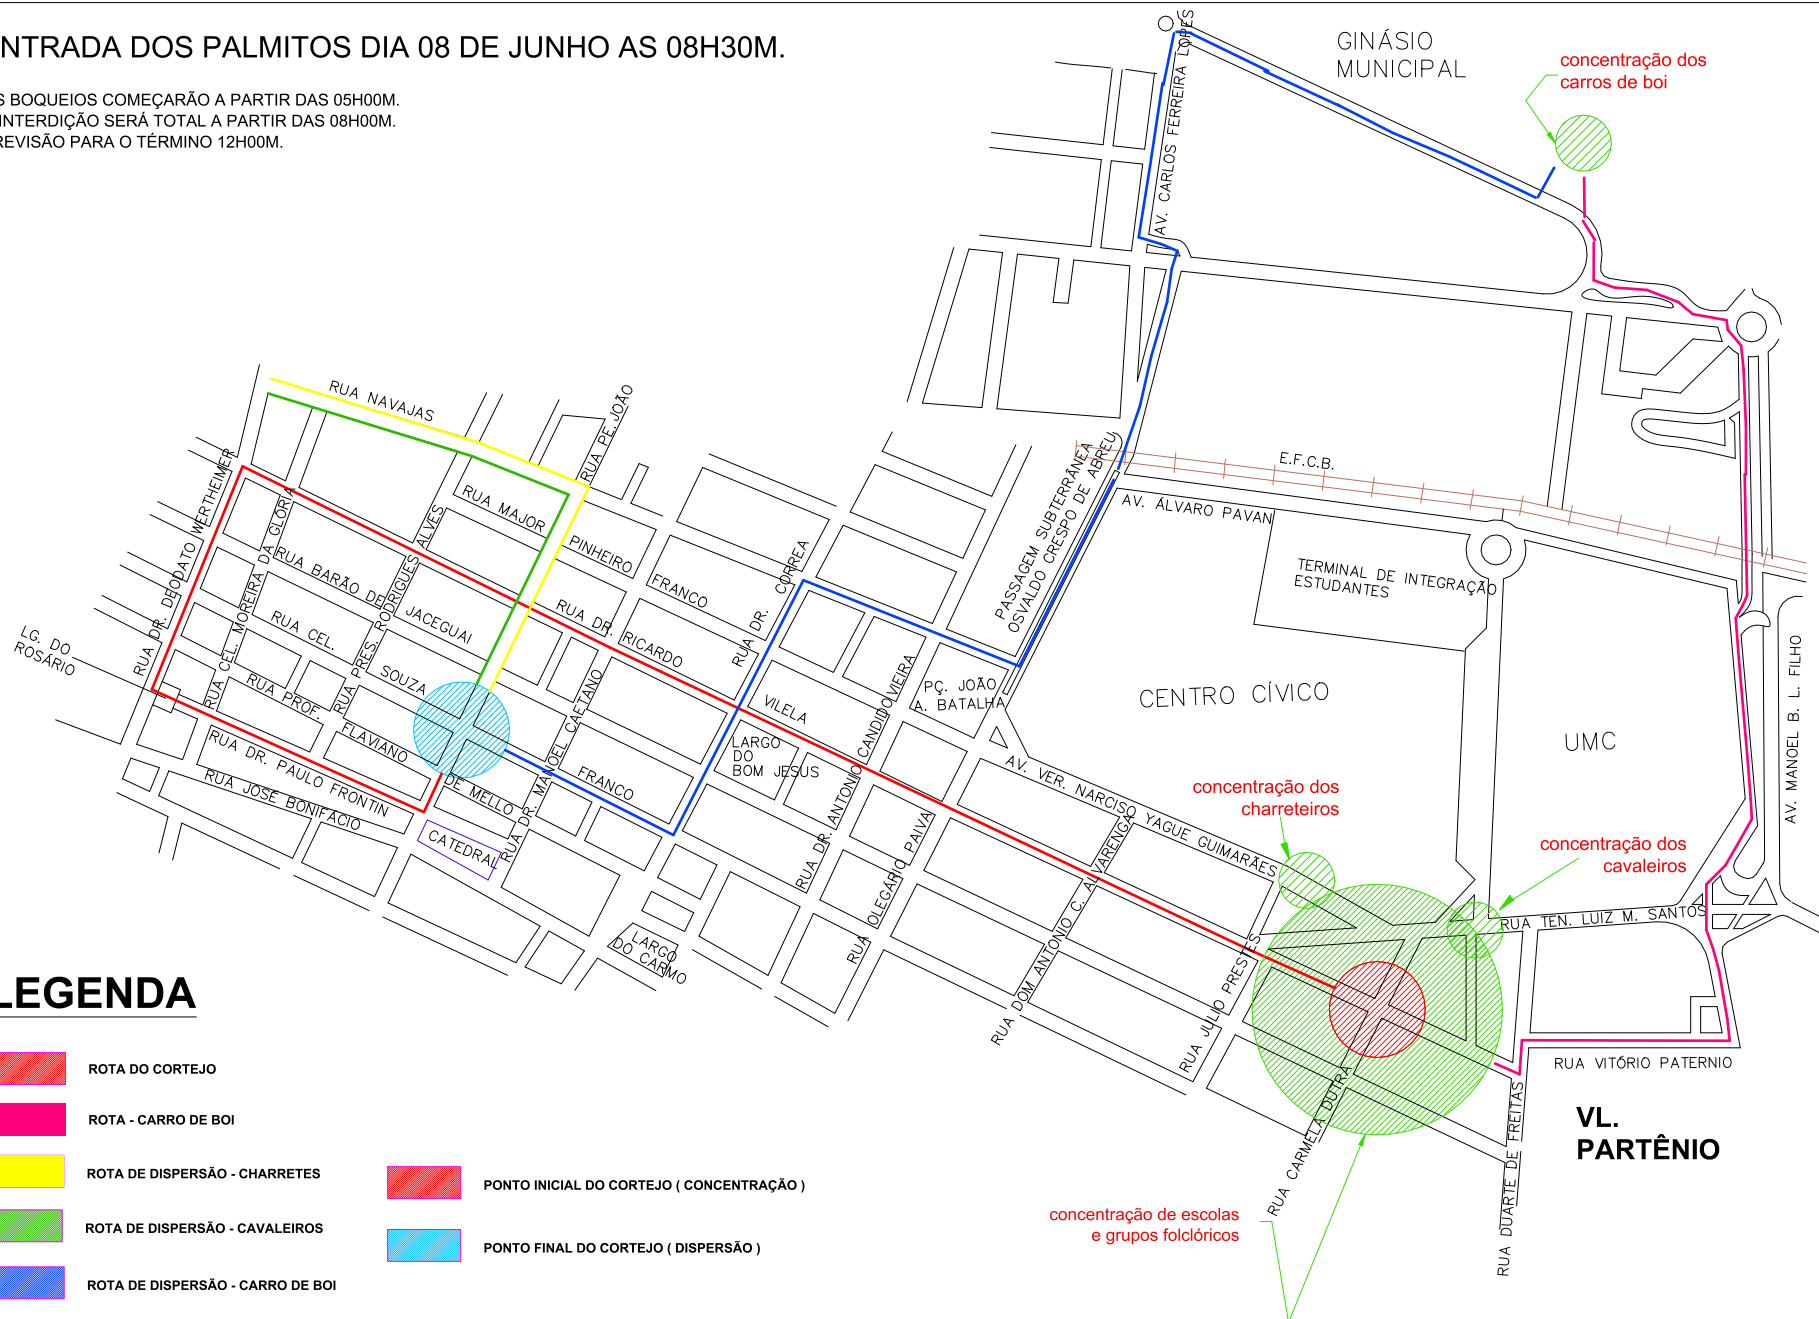 NTRADA DOS PALMITOS DIA 08 DE JUNHO AS 08H30M.
S BOQUEIOS COMEÇARÃO A PARTIR DAS 05H00M.
INTERDIÇÃO SERÁ TOTAL A PARTIR DAS 08H00M.
REVISÃO PARA O TÉRMINO 12H00M.
GINÁSIO
MUNICIPAL
concentração dos
carros de boi
AV. CARLOS FERREIRA LOPES
RUA NAVAJAS
RUA PE.JOÃO
RUA MAJOR
PINHEIRO
FRANCO
RUA DR. DEODATO WERTHEIMER
RUA CEL. MOREIRA DA GLÓRIA
RUA PRES. RODRIGUES ALVES
RUA BARÃO DE
JACEGUAI
RUA CEL.
SOUZA
FRANCO
RUA DR. RICARDO
VILELA
RUA DR. CORREA
LG. DO
ROSÁRIO
RUA PROF.
FLAVIANO
DE MELLO
RUA DR. PAULO FRONTIN
RUA JOSÉ BONIFÁCIO
CATEDRAL
RUA DR. MANOEL CAETANO
LARGO
DO
BOM JESUS
LARGO
DO CARMO
RUA DR. ANTONIO CANDIDO VIEIRA
RUA OLEGÁRIO PAIVA
PÇ. JOÃO
A. BATALHA
PASSAGEM SUBTERRÂNEA
OSVALDO CRESPO DE ABREU
E.F.C.B.
AV. ÁLVARO PAVAN
TERMINAL DE INTEGRAÇÃO
ESTUDANTES
CENTRO CÍVICO
UMC
AV. MANOEL B. L. FILHO
AV. VER. NARCISO YAGUE GUIMARÃES
concentração dos
charreteiros
concentração dos
cavaleiros
RUA TEN. LUIZ M. SANTOS
RUA DOM ANTONIO C. ALVARENGA
RUA JULIO PRESTES
RUA CARMELA DUTRA
RUA DUARTE DE FREITAS
RUA VITÓRIO PATERNIO
VL.
PARTÊNIO
concentração de escolas
e grupos folclóricos
LEGENDA
ROTA DO CORTEJO
ROTA - CARRO DE BOI
ROTA DE DISPERSÃO - CHARRETES
ROTA DE DISPERSÃO - CAVALEIROS
ROTA DE DISPERSÃO - CARRO DE BOI
PONTO INICIAL DO CORTEJO ( CONCENTRAÇÃO )
PONTO FINAL DO CORTEJO ( DISPERSÃO )